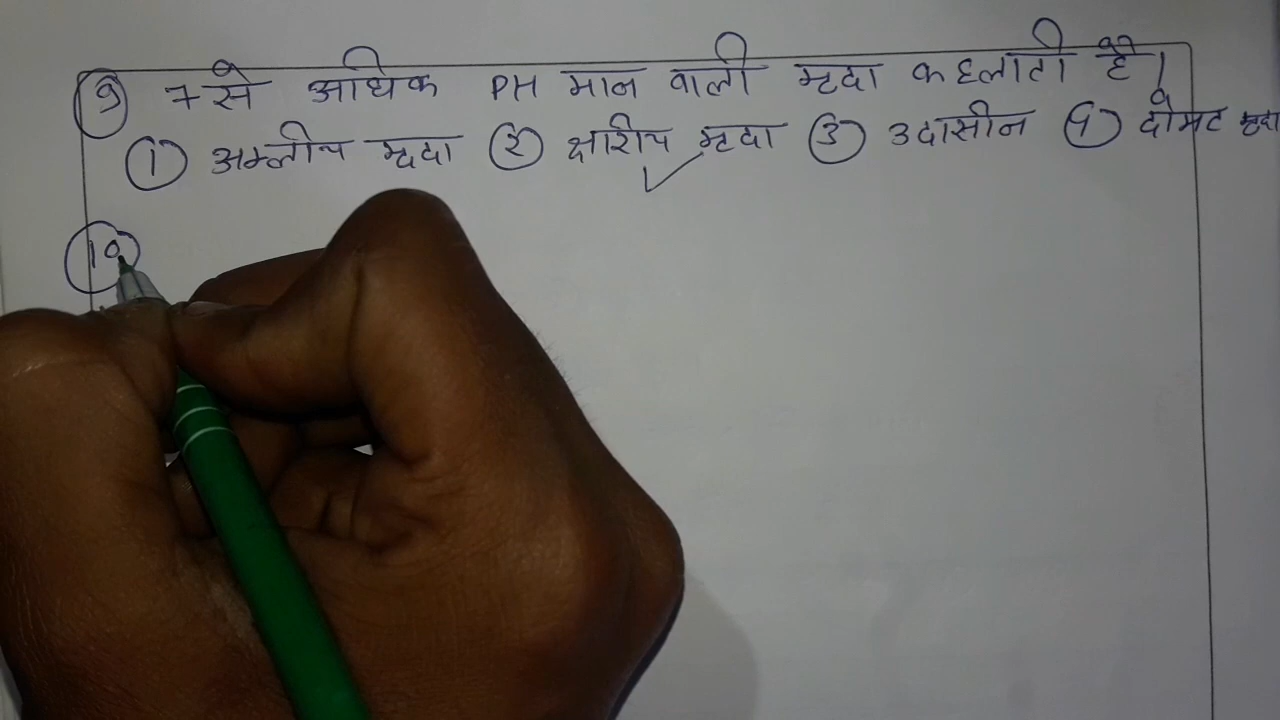 9 7 से अधिक PH मान वाली मृदा कहलाती है।
1 अम्लीय मृदा 2 क्षारीय मृदा 3 उदासीन 4 दोमट मृदा
10